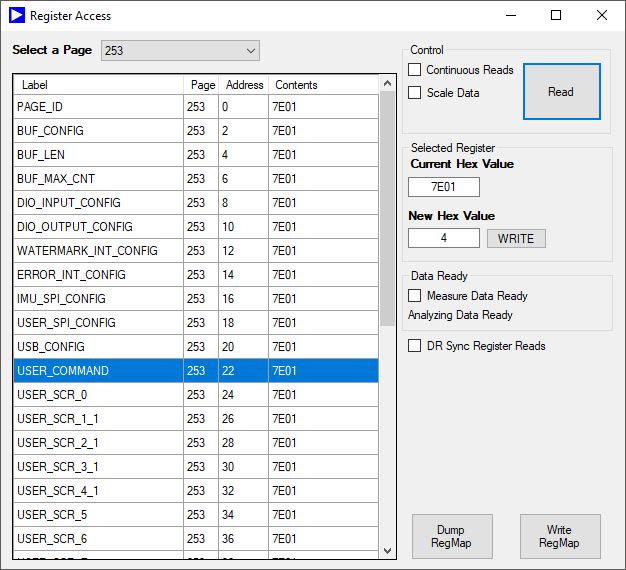 Register Access
Select a Page 253
Label Page Address Contents
PAGE_ID 253 0 7E01
BUF_CONFIG 253 2 7E01
BUF_LEN 253 4 7E01
BUF_MAX_CNT 253 6 7E01
DIO_INPUT_CONFIG 253 8 7E01
DIO_OUTPUT_CONFIG 253 10 7E01
WATERMARK_INT_CONFIG 253 12 7E01
ERROR_INT_CONFIG 253 14 7E01
IMU_SPI_CONFIG 253 16 7E01
USER_SPI_CONFIG 253 18 7E01
USB_CONFIG 253 20 7E01
USER_COMMAND 253 22 7E01
USER_SCR_0 253 24 7E01
USER_SCR_1_1 253 26 7E01
USER_SCR_2_1 253 28 7E01
USER_SCR_3_1 253 30 7E01
USER_SCR_4_1 253 32 7E01
USER_SCR_5 253 34 7E01
USER_SCR_6 253 36 7E01
Control
Continuous Reads
Scale Data
Read
Selected Register
Current Hex Value
7E01
New Hex Value
4 WRITE
Data Ready
Measure Data Ready
Analyzing Data Ready
DR Sync Register Reads
Dump
RegMap
Write
RegMap